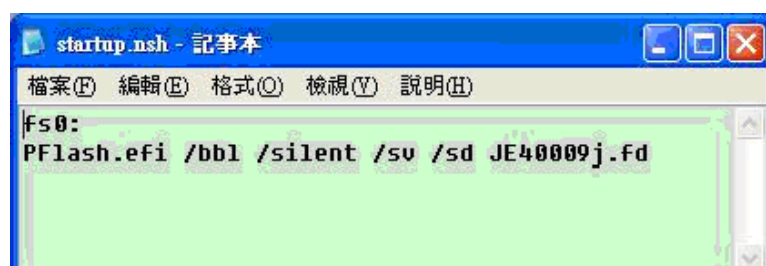 startup.nsh - 記事本
檔案(F) 編輯(E) 格式(O) 檢視(V) 說明(H)
fs0:
PFlash.efi /bbl /silent /sv /sd JE40009j.fd